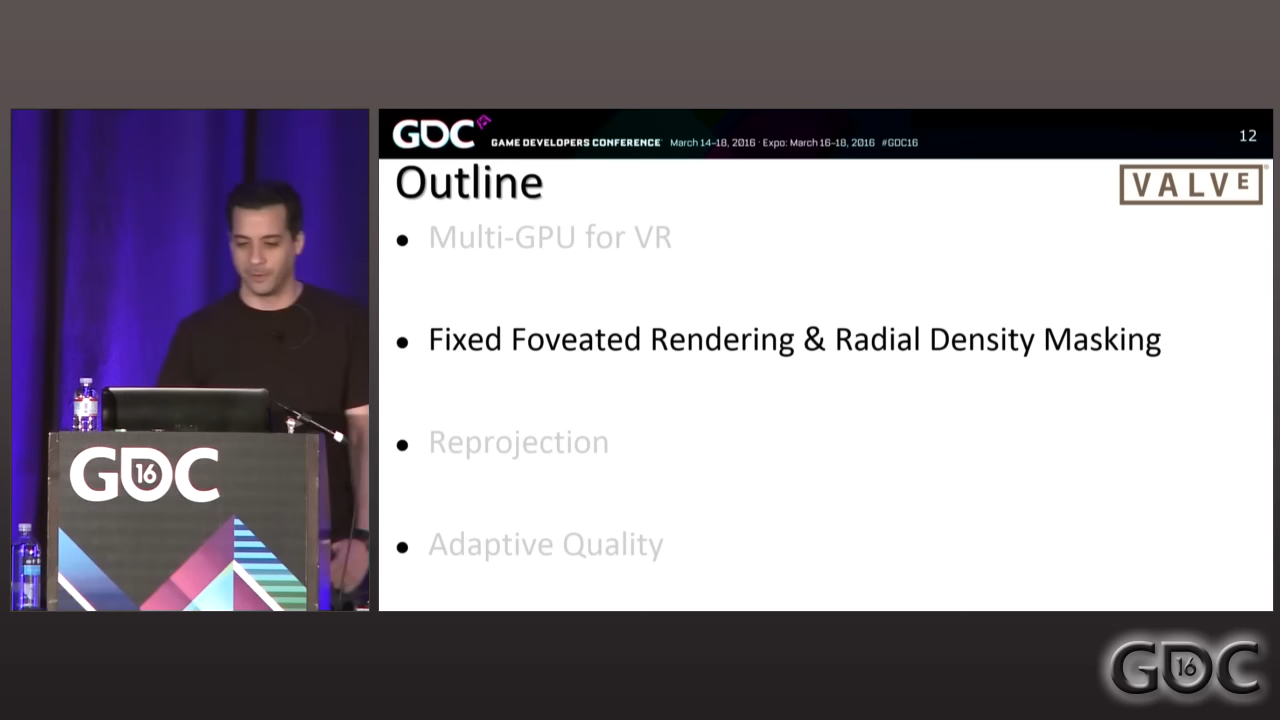 GDC GAME DEVELOPERS CONFERENCE March 14-18, 2016 · Expo: March 16-18, 2016 #GDC16 12
Outline
VALVE
• Multi-GPU for VR
• Fixed Foveated Rendering & Radial Density Masking
• Reprojection
• Adaptive Quality
GDC 16
GDC 16